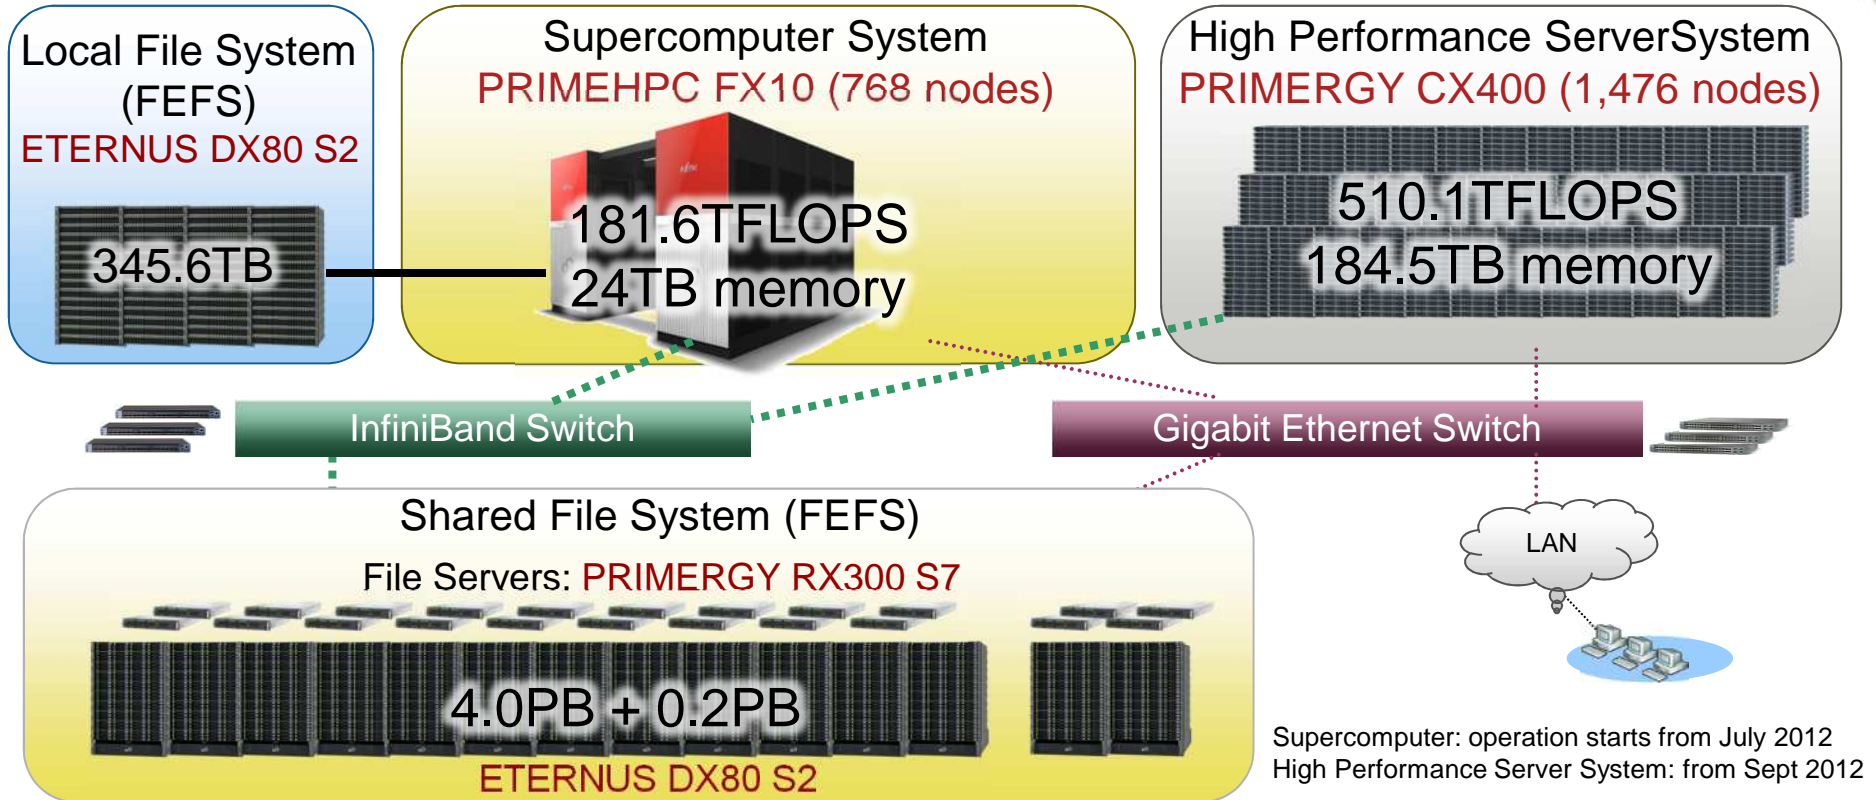 Local File System
(FEFS)
ETERNUS DX80 S2
345.6TB
Supercomputer System
PRIMEHPC FX10 (768 nodes)
181.6TFLOPS
24TB memory
High Performance ServerSystem
PRIMERGY CX400 (1,476 nodes)
510.1TFLOPS
184.5TB memory
InfiniBand Switch
Gigabit Ethernet Switch
Shared File System (FEFS)
File Servers: PRIMERGY RX300 S7
4.0PB + 0.2PB
ETERNUS DX80 S2
LAN
Supercomputer: operation starts from July 2012
High Performance Server System: from Sept 2012